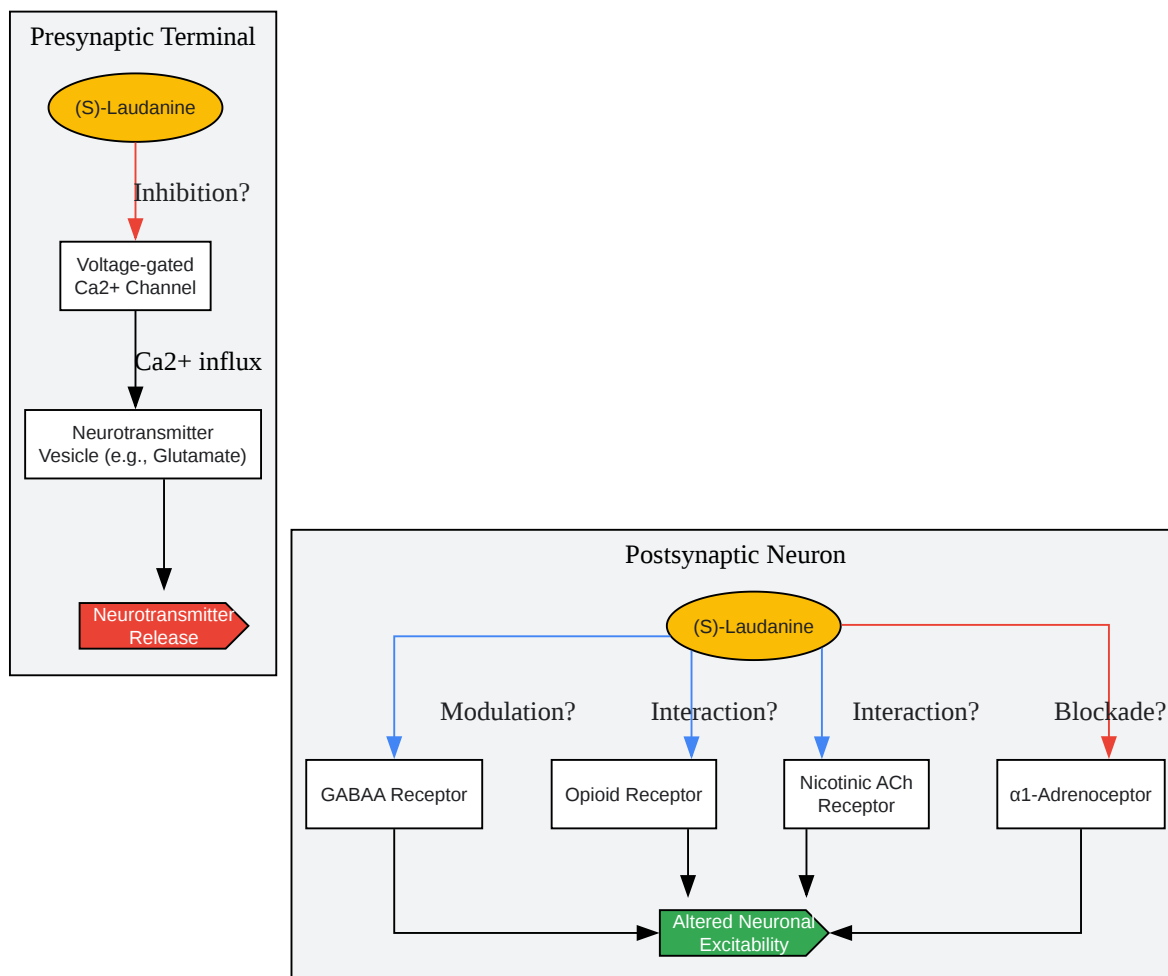 Presynaptic Terminal
(S)-Laudanine
Inhibition?
Voltage-gated
Ca2+ Channel
Ca2+ influx
Neurotransmitter
Vesicle (e.g., Glutamate)
Neurotransmitter
Release
Postsynaptic Neuron
(S)-Laudanine
Modulation?
Interaction?
Interaction?
Blockade?
GABAA Receptor
Opioid Receptor
Nicotinic ACh
Receptor
α1-Adrenoceptor
Altered Neuronal
Excitability